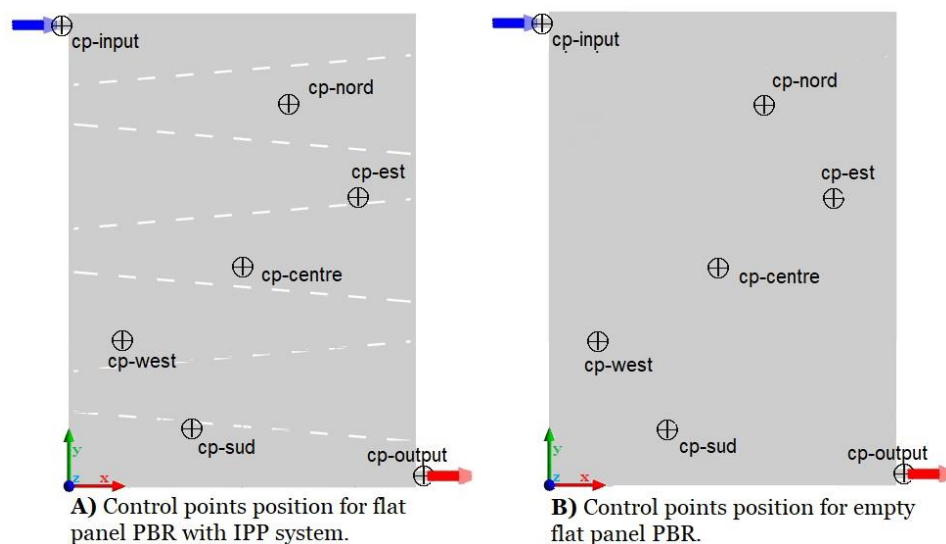 cp-input
cp-nord
cp-est
cp-centre
cp-west
cp-sud
cp-output
y
z
x
A) Control points position for flat
panel PBR with IPP system.
cp-input
cp-nord
cp-est
cp-centre
cp-west
cp-sud
cp-output
y
z
x
B) Control points position for empty
flat panel PBR.